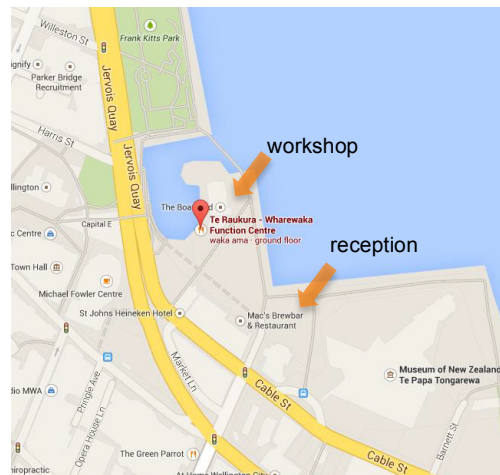 Willeston St
Frank Kitts Park
Jervois Quay
Parker Bridge
Recruitment
Harris St
Jervois Quay
workshop
Te Raukura - Wharewaka
Function Centre
waka ama · ground floor
Capital E
reception
Town Hall
Michael Fowler Centre
St Johns Heineken Hotel
Mac's Brewbar
& Restaurant
Museum of New Zealand
Te Papa Tongarewa
Market Ln
Cable St
Pringle Ave
Opera House Ln
Cable St
Barnett St
The Green Parrot